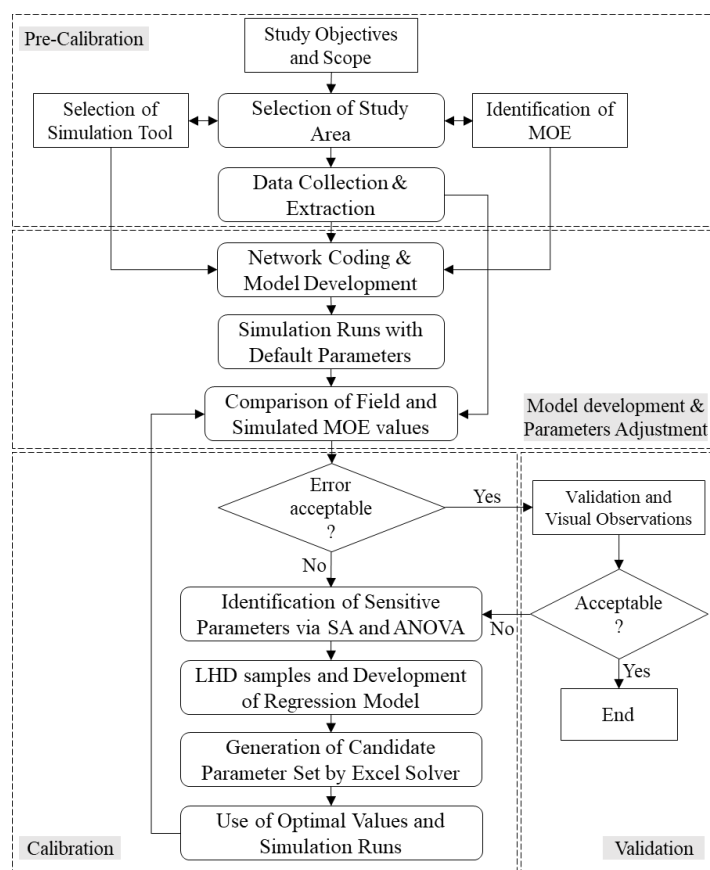 Pre-Calibration
Study Objectives
and Scope
Selection of
Simulation Tool
Selection of Study
Area
Identification of
MOE
Data Collection &
Extraction
Network Coding &
Model Development
Simulation Runs with
Default Parameters
Comparison of Field and
Simulated MOE values
Model development &
Parameters Adjustment
Error
acceptable
?
Yes
No
Validation and
Visual Observations
Identification of Sensitive
Parameters via SA and ANOVA
No
Acceptable
?
Yes
End
LHD samples and Development
of Regression Model
Generation of Candidate
Parameter Set by Excel Solver
Use of Optimal Values and
Simulation Runs
Calibration
Validation